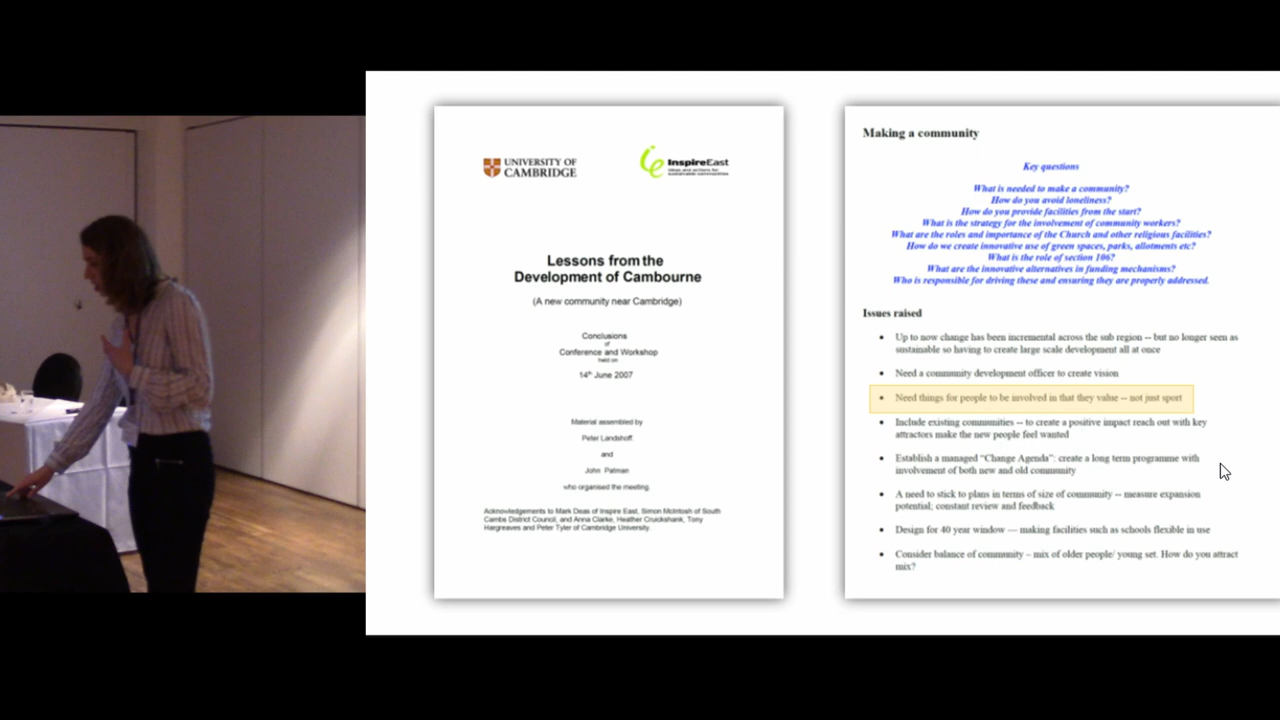 UNIVERSITY OF
CAMBRIDGE
InspireEast
ideas and actions for
sustainable communities
Lessons from the
Development of Cambourne
(A new community near Cambridge)
Conclusions
of
Conference and Workshop
held on
14th June 2007
Material assembled by
Peter Landshoff
and
John Patman
who organised the meeting.
Acknowledgements to Mark Deas of Inspire East, Simon McIntosh of South
Cambs District Council, and Anna Clarke, Heather Cruickshank, Tony
Hargreaves and Peter Tyler of Cambridge University.
Making a community
Key questions
What is needed to make a community?
How do you avoid loneliness?
How do you provide facilities from the start?
What is the strategy for the involvement of community workers?
What are the roles and importance of the Church and other religious facilities?
How do we create innovative use of green spaces, parks, allotments etc?
What is the role of section 106?
What are the innovative alternatives in funding mechanisms?
Who is responsible for driving these and ensuring they are properly addressed.
Issues raised
• Up to now change has been incremental across the sub region -- but no longer seen as
sustainable so having to create large scale development all at once
• Need a community development officer to create vision
• Need things for people to be involved in that they value -- not just sport
• Include existing communities -- to create a positive impact reach out with key
attractors make the new people feel wanted
• Establish a managed “Change Agenda”: create a long term programme with
involvement of both new and old community
• A need to stick to plans in terms of size of community -- measure expansion
potential; constant review and feedback
• Design for 40 year window — making facilities such as schools flexible in use
• Consider balance of community – mix of older people/ young set. How do you attract
mix?